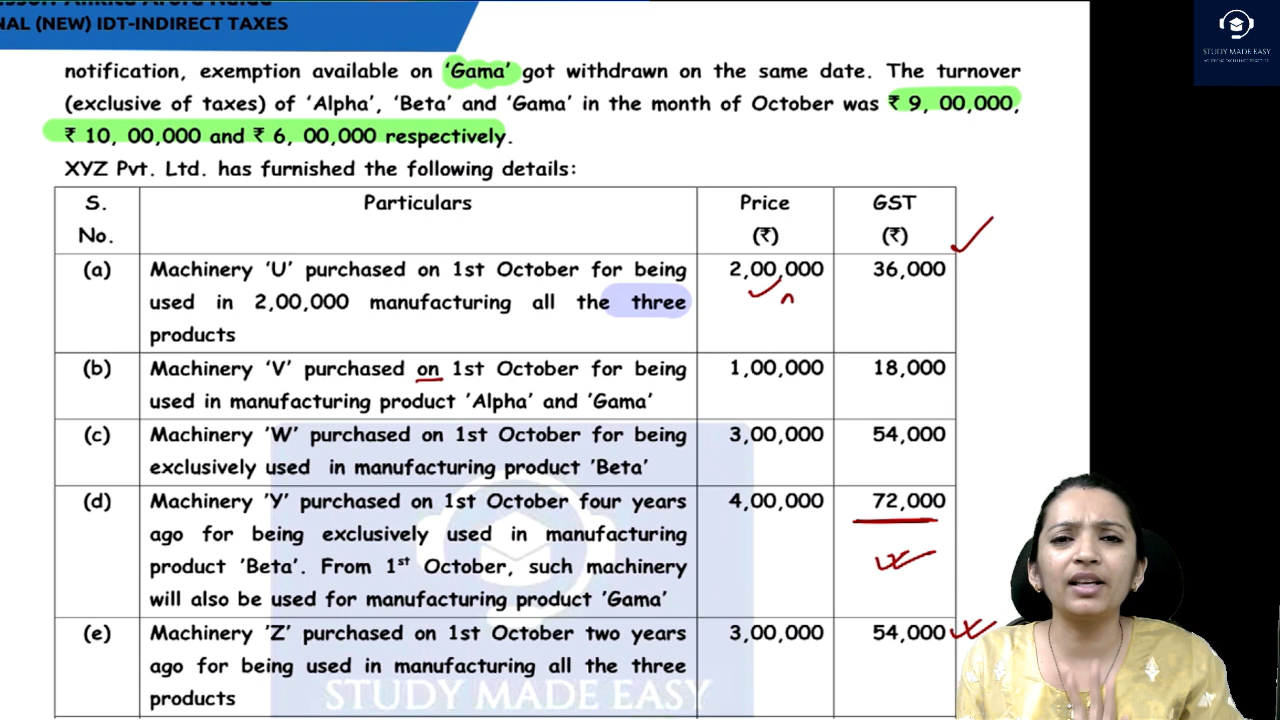 NAL (NEW) IDT-INDIRECT TAXES
STUDY MADE EASY
notification, exemption available on ‘Gama’ got withdrawn on the same date. The turnover
(exclusive of taxes) of ‘Alpha’, ‘Beta’ and ‘Gama’ in the month of October was ₹ 9, 00,000,
₹ 10, 00,000 and ₹ 6, 00,000 respectively.
XYZ Pvt. Ltd. has furnished the following details:
S. No. Particulars Price (₹) GST (₹)
(a) Machinery ‘U’ purchased on 1st October for being 2,00,000 36,000
used in 2,00,000 manufacturing all the three
products
(b) Machinery ‘V’ purchased on 1st October for being 1,00,000 18,000
used in manufacturing product ‘Alpha’ and ‘Gama’
(c) Machinery ‘W’ purchased on 1st October for being 3,00,000 54,000
exclusively used in manufacturing product ‘Beta’
(d) Machinery ‘Y’ purchased on 1st October four years 4,00,000 72,000
ago for being exclusively used in manufacturing
product ‘Beta’. From 1st October, such machinery
will also be used for manufacturing product ‘Gama’
(e) Machinery ‘Z’ purchased on 1st October two years 3,00,000 54,000
ago for being used in manufacturing all the three
products
STUDY MADE EASY